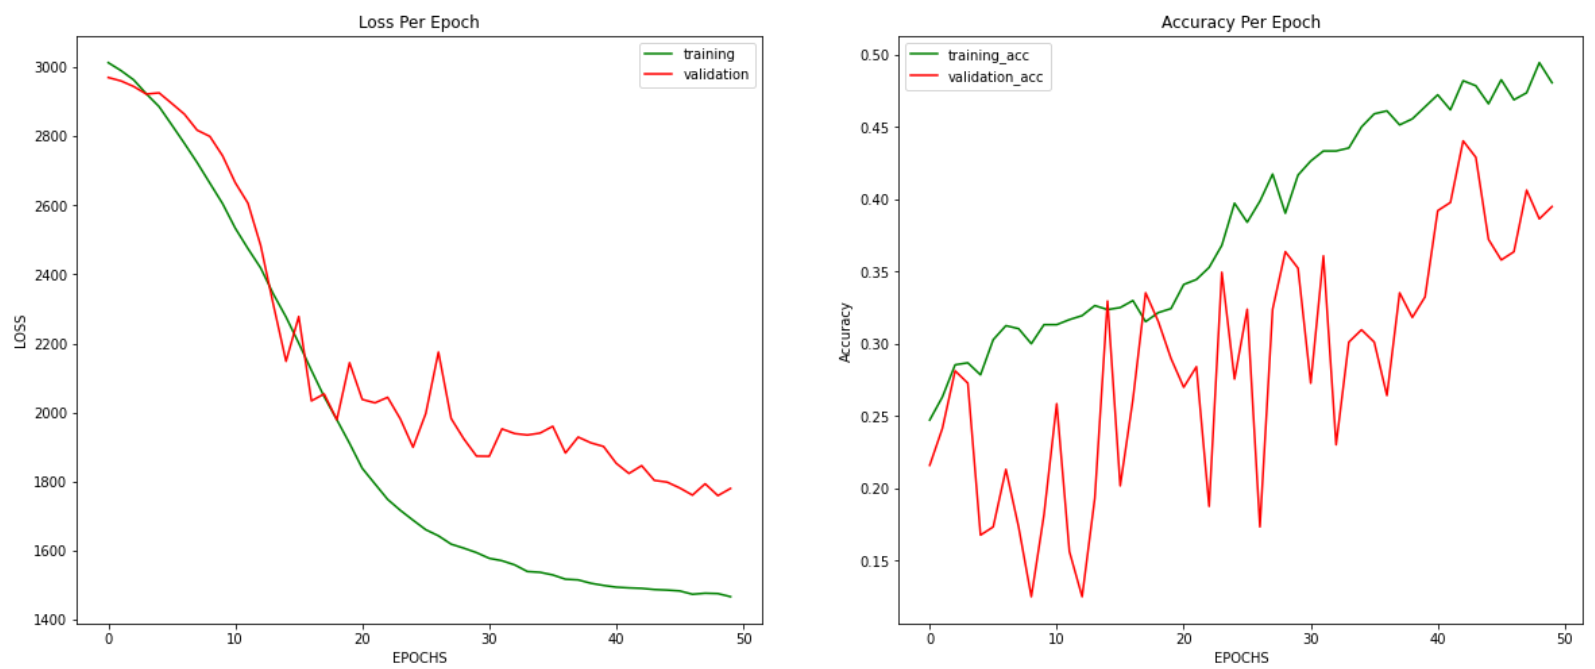 Loss Per Epoch
training
validation
3000
2800
2600
2400
2200
2000
1800
1600
1400
LOSS
0 10 20 30 40 50
EPOCHS
Accuracy Per Epoch
training_acc
validation_acc
0.50
0.45
0.40
0.35
0.30
0.25
0.20
0.15
Accuracy
0 10 20 30 40 50
EPOCHS